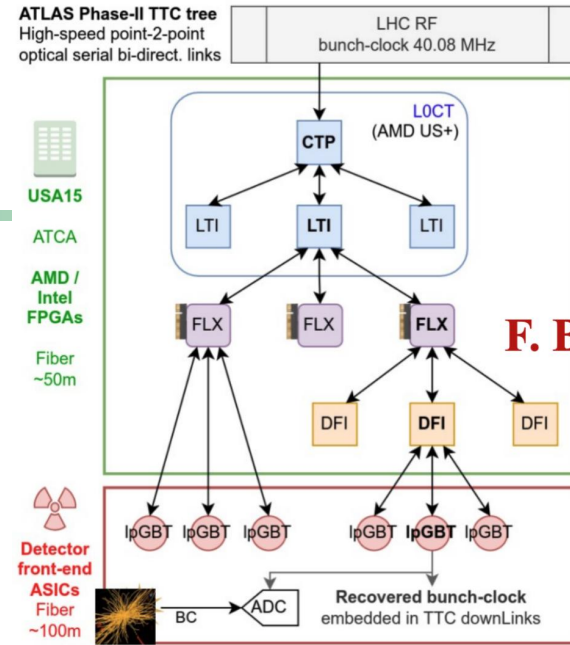 ATLAS Phase-II TTC tree
High-speed point-2-point
optical serial bi-direct. links
LHC RF
bunch-clock 40.08 MHz
L0CT
(AMD US+)
CTP
USA15
LTI
LTI
LTI
ATCA
AMD /
Intel
FPGAs
FLX
FLX
FLX
F.
Fiber
~50m
DFI
DFI
DFI
lpGBT
lpGBT
lpGBT
lpGBT
lpGBT
lpGBT
Detector
front-end
ASICs
Fiber
~100m
BC
ADC
Recovered bunch-clock
embedded in TTC downLinks